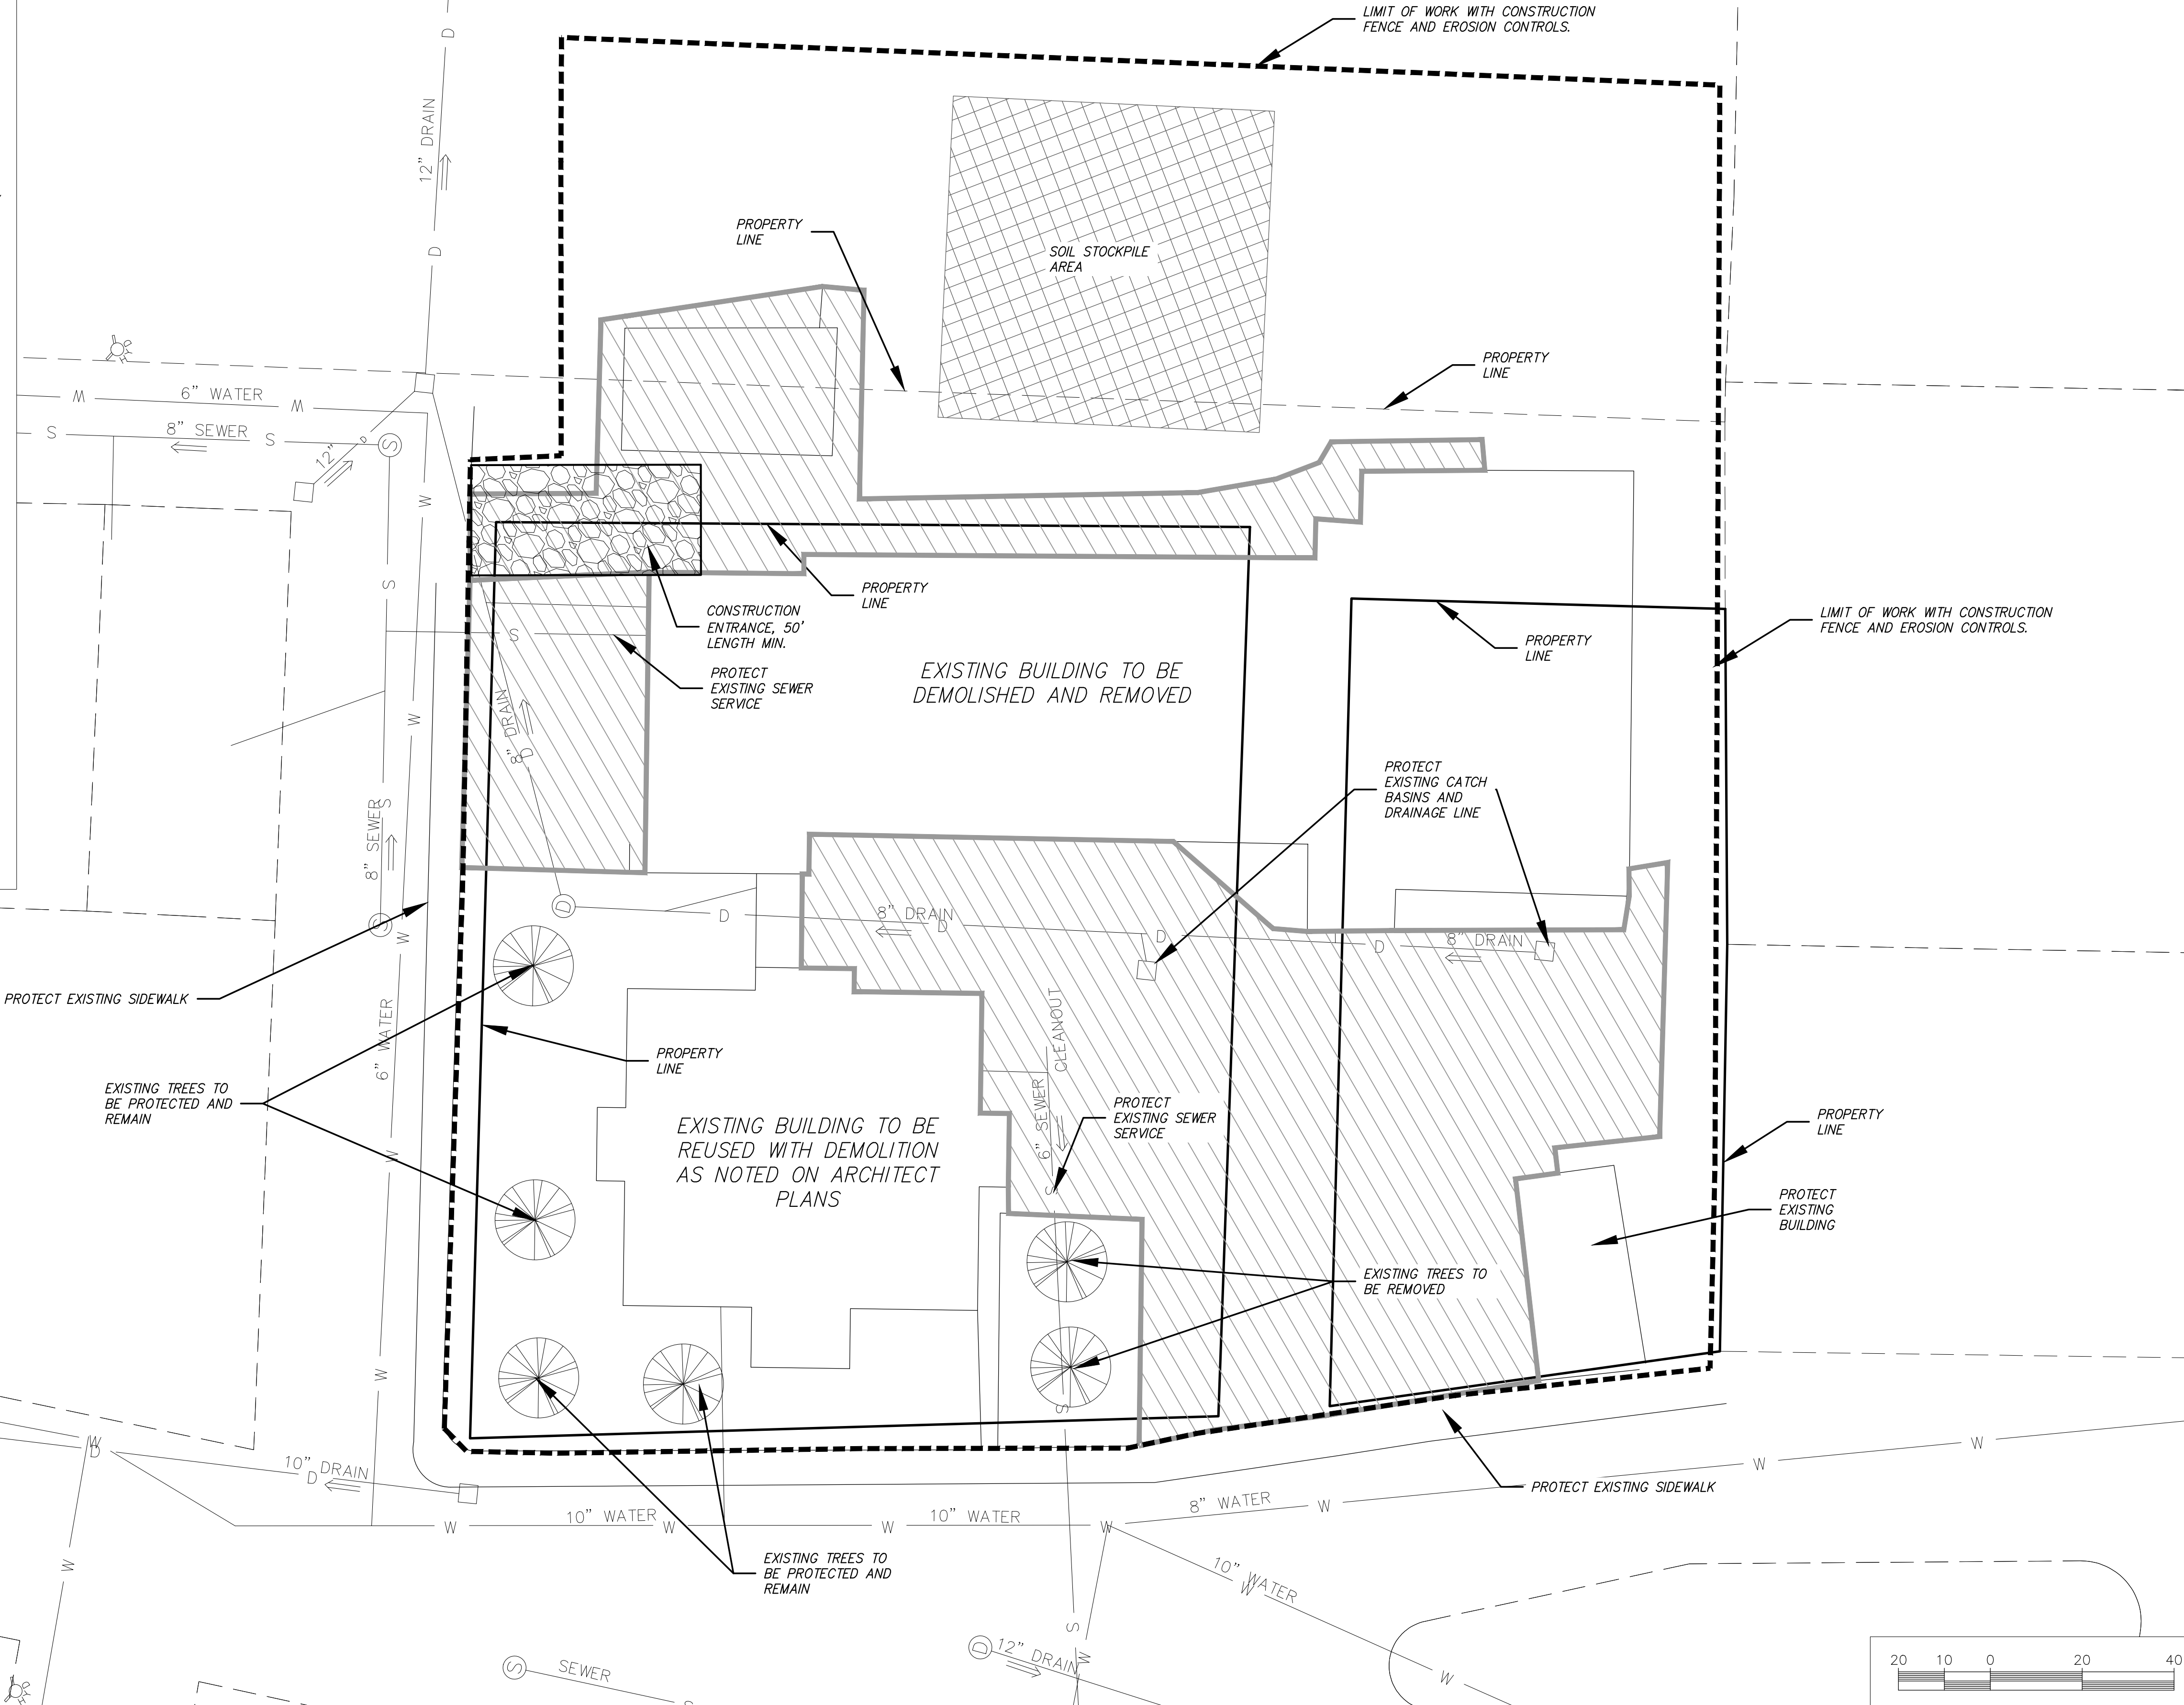 LIMIT OF WORK WITH CONSTRUCTION
FENCE AND EROSION CONTROLS.
D
12" DRAIN
D
PROPERTY
LINE
SOIL STOCKPILE
AREA
HYD
PROPERTY
LINE
6" WATER
W
W
S
8" SEWER
S
S
12"
D
W
PROPERTY
LINE
CONSTRUCTION
ENTRANCE, 50'
LENGTH MIN.
S
S
LIMIT OF WORK WITH CONSTRUCTION
FENCE AND EROSION CONTROLS.
PROPERTY
LINE
EXISTING BUILDING TO BE
DEMOLISHED AND REMOVED
PROTECT
EXISTING SEWER
SERVICE
8" DRAIN
D
W
PROTECT
EXISTING CATCH
BASINS AND
DRAINAGE LINE
8" SEWER
S
S
W
D
D
8" DRAIN
D
D
D
8" DRAIN
PROTECT EXISTING SIDEWALK
6" WATER
CLEANOUT
PROPERTY
LINE
EXISTING TREES TO
BE PROTECTED AND
REMAIN
W
6" SEWER
S
PROTECT
EXISTING SEWER
SERVICE
PROPERTY
LINE
EXISTING BUILDING TO BE
REUSED WITH DEMOLITION
AS NOTED ON ARCHITECT
PLANS
PROTECT
EXISTING
BUILDING
EXISTING TREES TO
BE REMOVED
W
S
W
D
10" DRAIN
D
PROTECT EXISTING SIDEWALK
W
W
W
10" WATER
W
W
10" WATER
W
8" WATER
W
W
EXISTING TREES TO
BE PROTECTED AND
REMAIN
10" WATER
W
W
S
W
D
12" DRAIN
S
SEWER
S
HYD
20 10 0 20 40